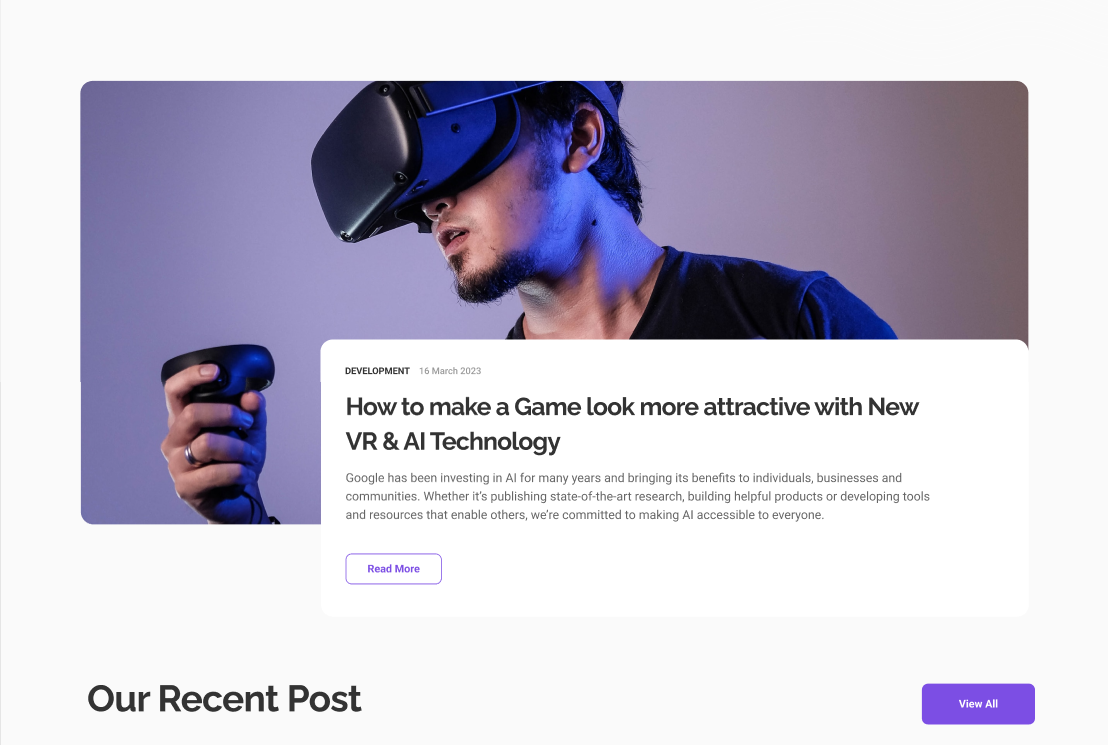 DEVELOPMENT 16 March 2023
How to make a Game look more attractive with New
VR & AI Technology
Google has been investing in AI for many years and bringing its benefits to individuals, businesses and
communities. Whether it’s publishing state-of-the-art research, building helpful products or developing tools
and resources that enable others, we’re committed to making AI accessible to everyone.
Read More
Our Recent Post
View All